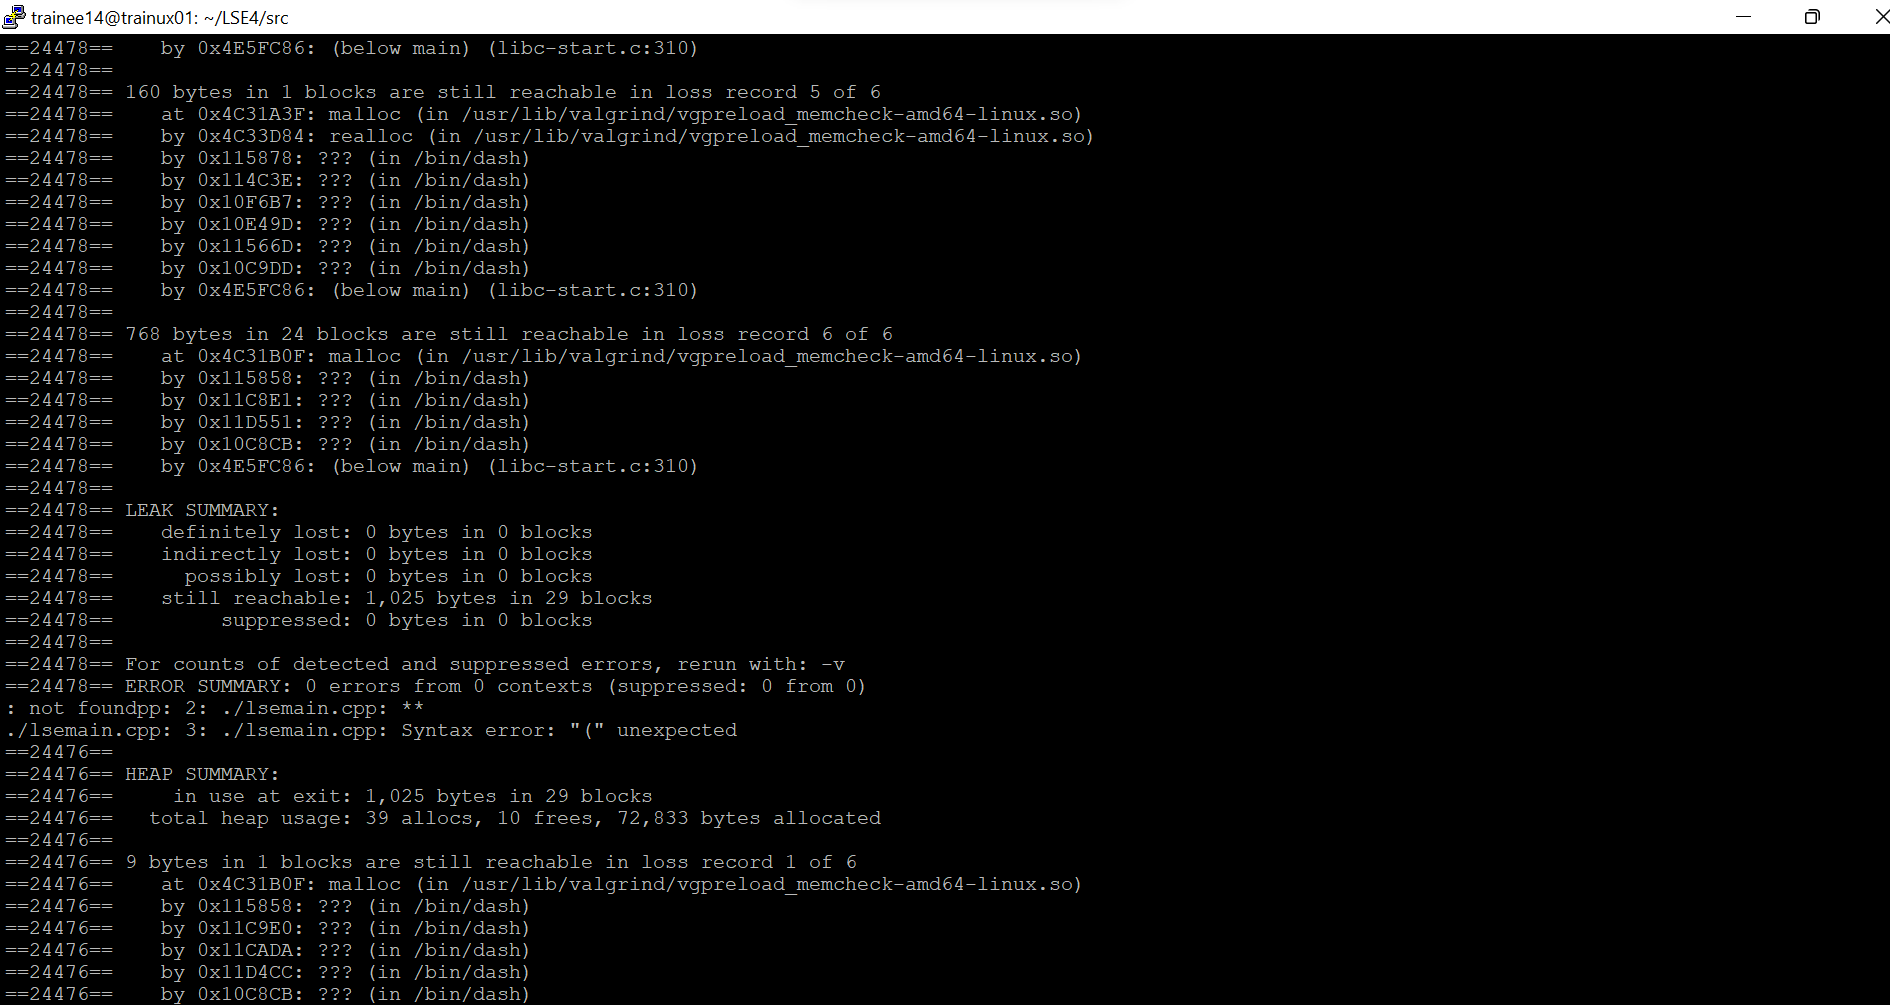 trainee14@trainux01: ~/LSE4/src
==24478==    by 0x4E5FC86: (below main) (libc-start.c:310)
==24478==
==24478== 160 bytes in 1 blocks are still reachable in loss record 5 of 6
==24478==    at 0x4C31A3F: malloc (in /usr/lib/valgrind/vgpreload_memcheck-amd64-linux.so)
==24478==    by 0x4C33D84: realloc (in /usr/lib/valgrind/vgpreload_memcheck-amd64-linux.so)
==24478==    by 0x115878: ??? (in /bin/dash)
==24478==    by 0x114C3E: ??? (in /bin/dash)
==24478==    by 0x10F6B7: ??? (in /bin/dash)
==24478==    by 0x10E49D: ??? (in /bin/dash)
==24478==    by 0x11566D: ??? (in /bin/dash)
==24478==    by 0x10C9DD: ??? (in /bin/dash)
==24478==    by 0x4E5FC86: (below main) (libc-start.c:310)
==24478==
==24478== 768 bytes in 24 blocks are still reachable in loss record 6 of 6
==24478==    at 0x4C31B0F: malloc (in /usr/lib/valgrind/vgpreload_memcheck-amd64-linux.so)
==24478==    by 0x115858: ??? (in /bin/dash)
==24478==    by 0x11C8E1: ??? (in /bin/dash)
==24478==    by 0x11D551: ??? (in /bin/dash)
==24478==    by 0x10C8CB: ??? (in /bin/dash)
==24478==    by 0x4E5FC86: (below main) (libc-start.c:310)
==24478==
==24478== LEAK SUMMARY:
==24478==    definitely lost: 0 bytes in 0 blocks
==24478==    indirectly lost: 0 bytes in 0 blocks
==24478==      possibly lost: 0 bytes in 0 blocks
==24478==    still reachable: 1,025 bytes in 29 blocks
==24478==         suppressed: 0 bytes in 0 blocks
==24478==
==24478== For counts of detected and suppressed errors, rerun with: -v
==24478== ERROR SUMMARY: 0 errors from 0 contexts (suppressed: 0 from 0)
: not foundpp: 2: ./lsemain.cpp: **
./lsemain.cpp: 3: ./lsemain.cpp: Syntax error: "(" unexpected
==24476==
==24476== HEAP SUMMARY:
==24476==     in use at exit: 1,025 bytes in 29 blocks
==24476==   total heap usage: 39 allocs, 10 frees, 72,833 bytes allocated
==24476==
==24476== 9 bytes in 1 blocks are still reachable in loss record 1 of 6
==24476==    at 0x4C31B0F: malloc (in /usr/lib/valgrind/vgpreload_memcheck-amd64-linux.so)
==24476==    by 0x115858: ??? (in /bin/dash)
==24476==    by 0x11C9E0: ??? (in /bin/dash)
==24476==    by 0x11CADA: ??? (in /bin/dash)
==24476==    by 0x11D4CC: ??? (in /bin/dash)
==24476==    by 0x10C8CB: ??? (in /bin/dash)